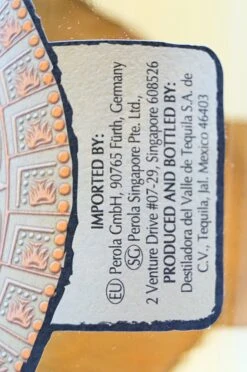 IMPORTED BY:
EU Perola GmbH, 90765 Fürth, Germany
SG Perola Singapore Pte. Ltd.,
2 Venture Drive #07-29, Singapore 608526
PRODUCED AND BOTTLED BY:
Destiladora del Valle de Tequila S.A. de
C.V., Tequila, Jal. Mexico 46403